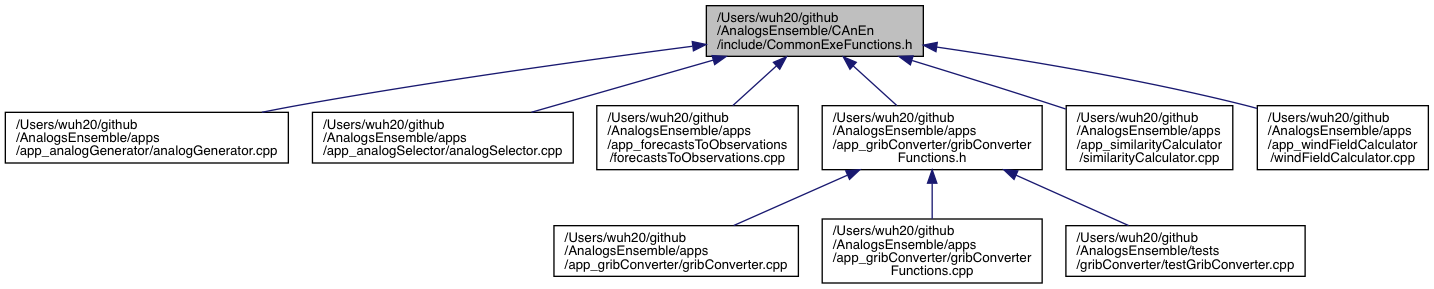 /Users/wuh20/github
/AnalogsEnsemble/CAnEn
/include/CommonExeFunctions.h
/Users/wuh20/github
/AnalogsEnsemble/apps
/app_analogGenerator/analogGenerator.cpp
/Users/wuh20/github
/AnalogsEnsemble/apps
/app_analogSelector/analogSelector.cpp
/Users/wuh20/github
/AnalogsEnsemble/apps
/app_forecastsToObservations
/forecastsToObservations.cpp
/Users/wuh20/github
/AnalogsEnsemble/apps
/app_gribConverter/gribConverter
Functions.h
/Users/wuh20/github
/AnalogsEnsemble/apps
/app_similarityCalculator
/similarityCalculator.cpp
/Users/wuh20/github
/AnalogsEnsemble/apps
/app_windFieldCalculator
/windFieldCalculator.cpp
/Users/wuh20/github
/AnalogsEnsemble/apps
/app_gribConverter/gribConverter.cpp
/Users/wuh20/github
/AnalogsEnsemble/apps
/app_gribConverter/gribConverter
Functions.cpp
/Users/wuh20/github
/AnalogsEnsemble/tests
/gribConverter/testGribConverter.cpp